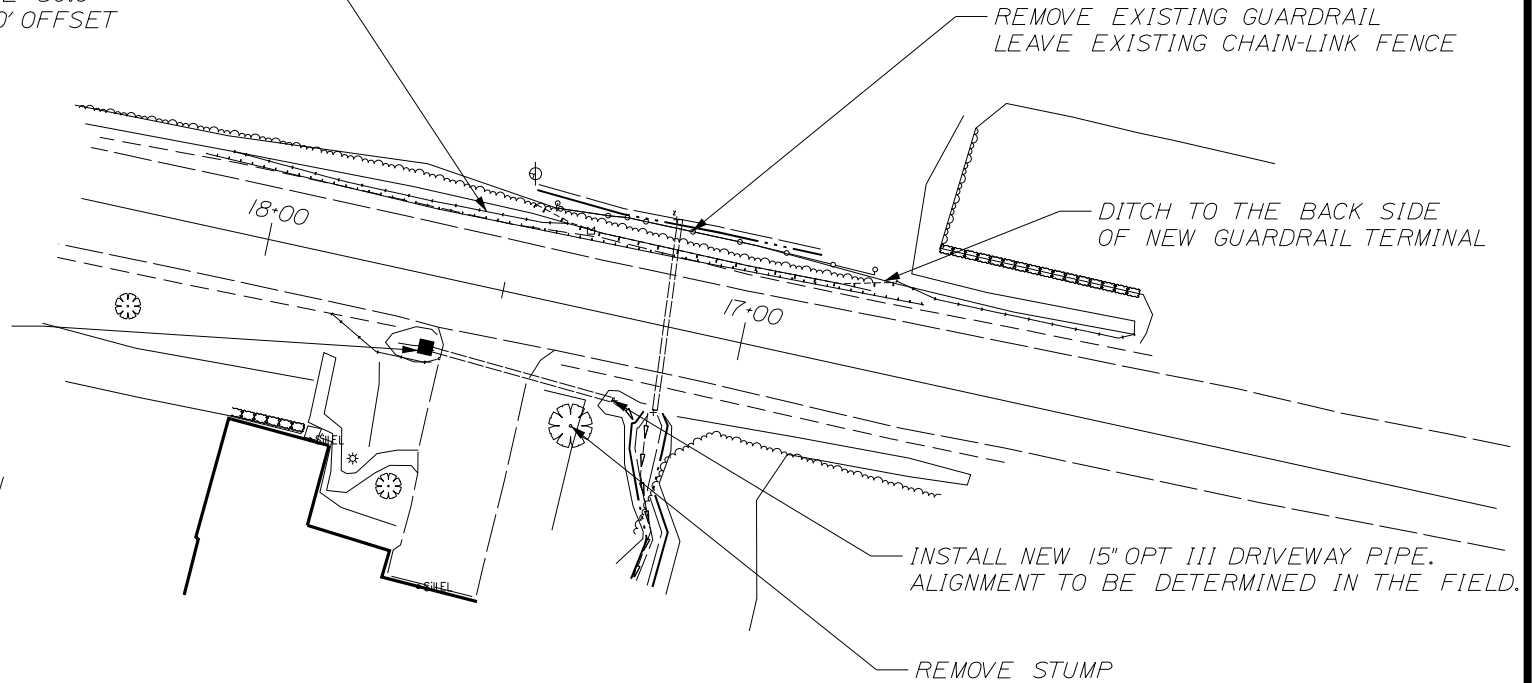 0' OFFSET
REMOVE EXISTING GUARDRAIL
LEAVE EXISTING CHAIN-LINK FENCE
18+00
DITCH TO THE BACK SIDE
OF NEW GUARDRAIL TERMINAL
17+00
INSTALL NEW 15" OPT III DRIVEWAY PIPE.
ALIGNMENT TO BE DETERMINED IN THE FIELD.
REMOVE STUMP